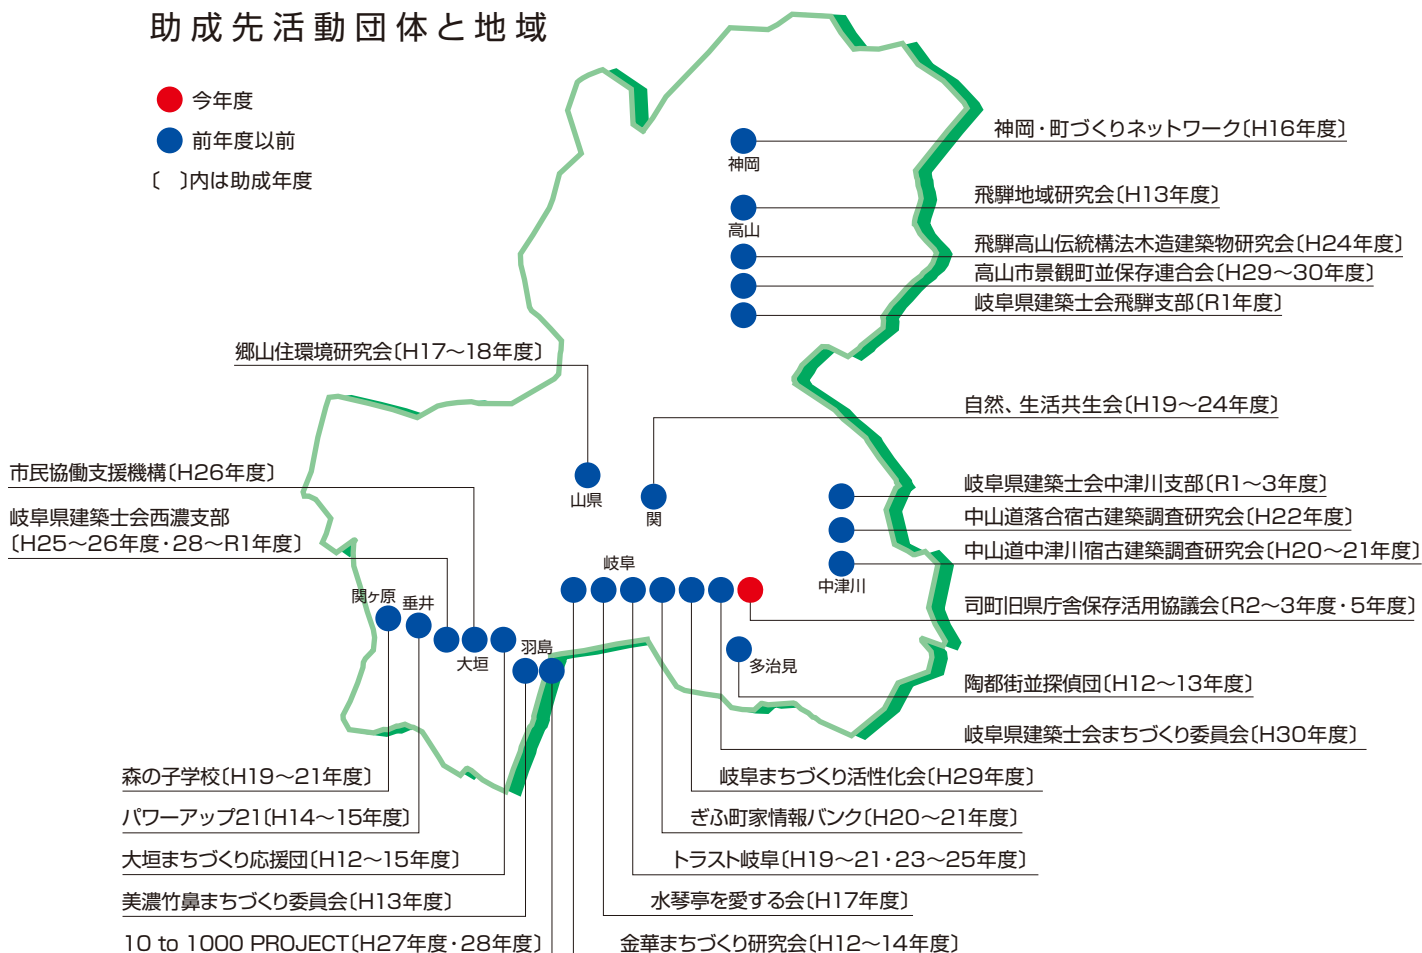 助成先活動団体と地域
今年度
前年度以前
〔　〕内は助成年度
神岡・町づくりネットワーク〔H16年度〕
神岡
飛騨地域研究会〔H13年度〕
高山
飛騨高山伝統構法木造建築物研究会〔H24年度〕
高山市景観町並保存連合会〔H29～30年度〕
岐阜県建築士会飛騨支部〔R1年度〕
郷山住環境研究会〔H17～18年度〕
自然、生活共生会〔H19～24年度〕
市民協働支援機構〔H26年度〕
山県
関
岐阜県建築士会中津川支部〔R1～3年度〕
岐阜県建築士会西濃支部
〔H25～26年度・28～R1年度〕
中山道落合宿古建築調査研究会〔H22年度〕
中山道中津川宿古建築調査研究会〔H20～21年度〕
中津川
岐阜
関ヶ原
垂井
司町旧県庁舎保存活用協議会〔R2～3年度・5年度〕
大垣
羽島
多治見
陶都街並探偵団〔H12～13年度〕
岐阜県建築士会まちづくり委員会〔H30年度〕
森の子学校〔H19～21年度〕
岐阜まちづくり活性化会〔H29年度〕
パワーアップ21〔H14～15年度〕
ぎふ町家情報バンク〔H20～21年度〕
大垣まちづくり応援団〔H12～15年度〕
トラスト岐阜〔H19～21・23～25年度〕
美濃竹鼻まちづくり委員会〔H13年度〕
水琴亭を愛する会〔H17年度〕
10 to 1000 PROJECT〔H27年度・28年度〕
金華まちづくり研究会〔H12～14年度〕